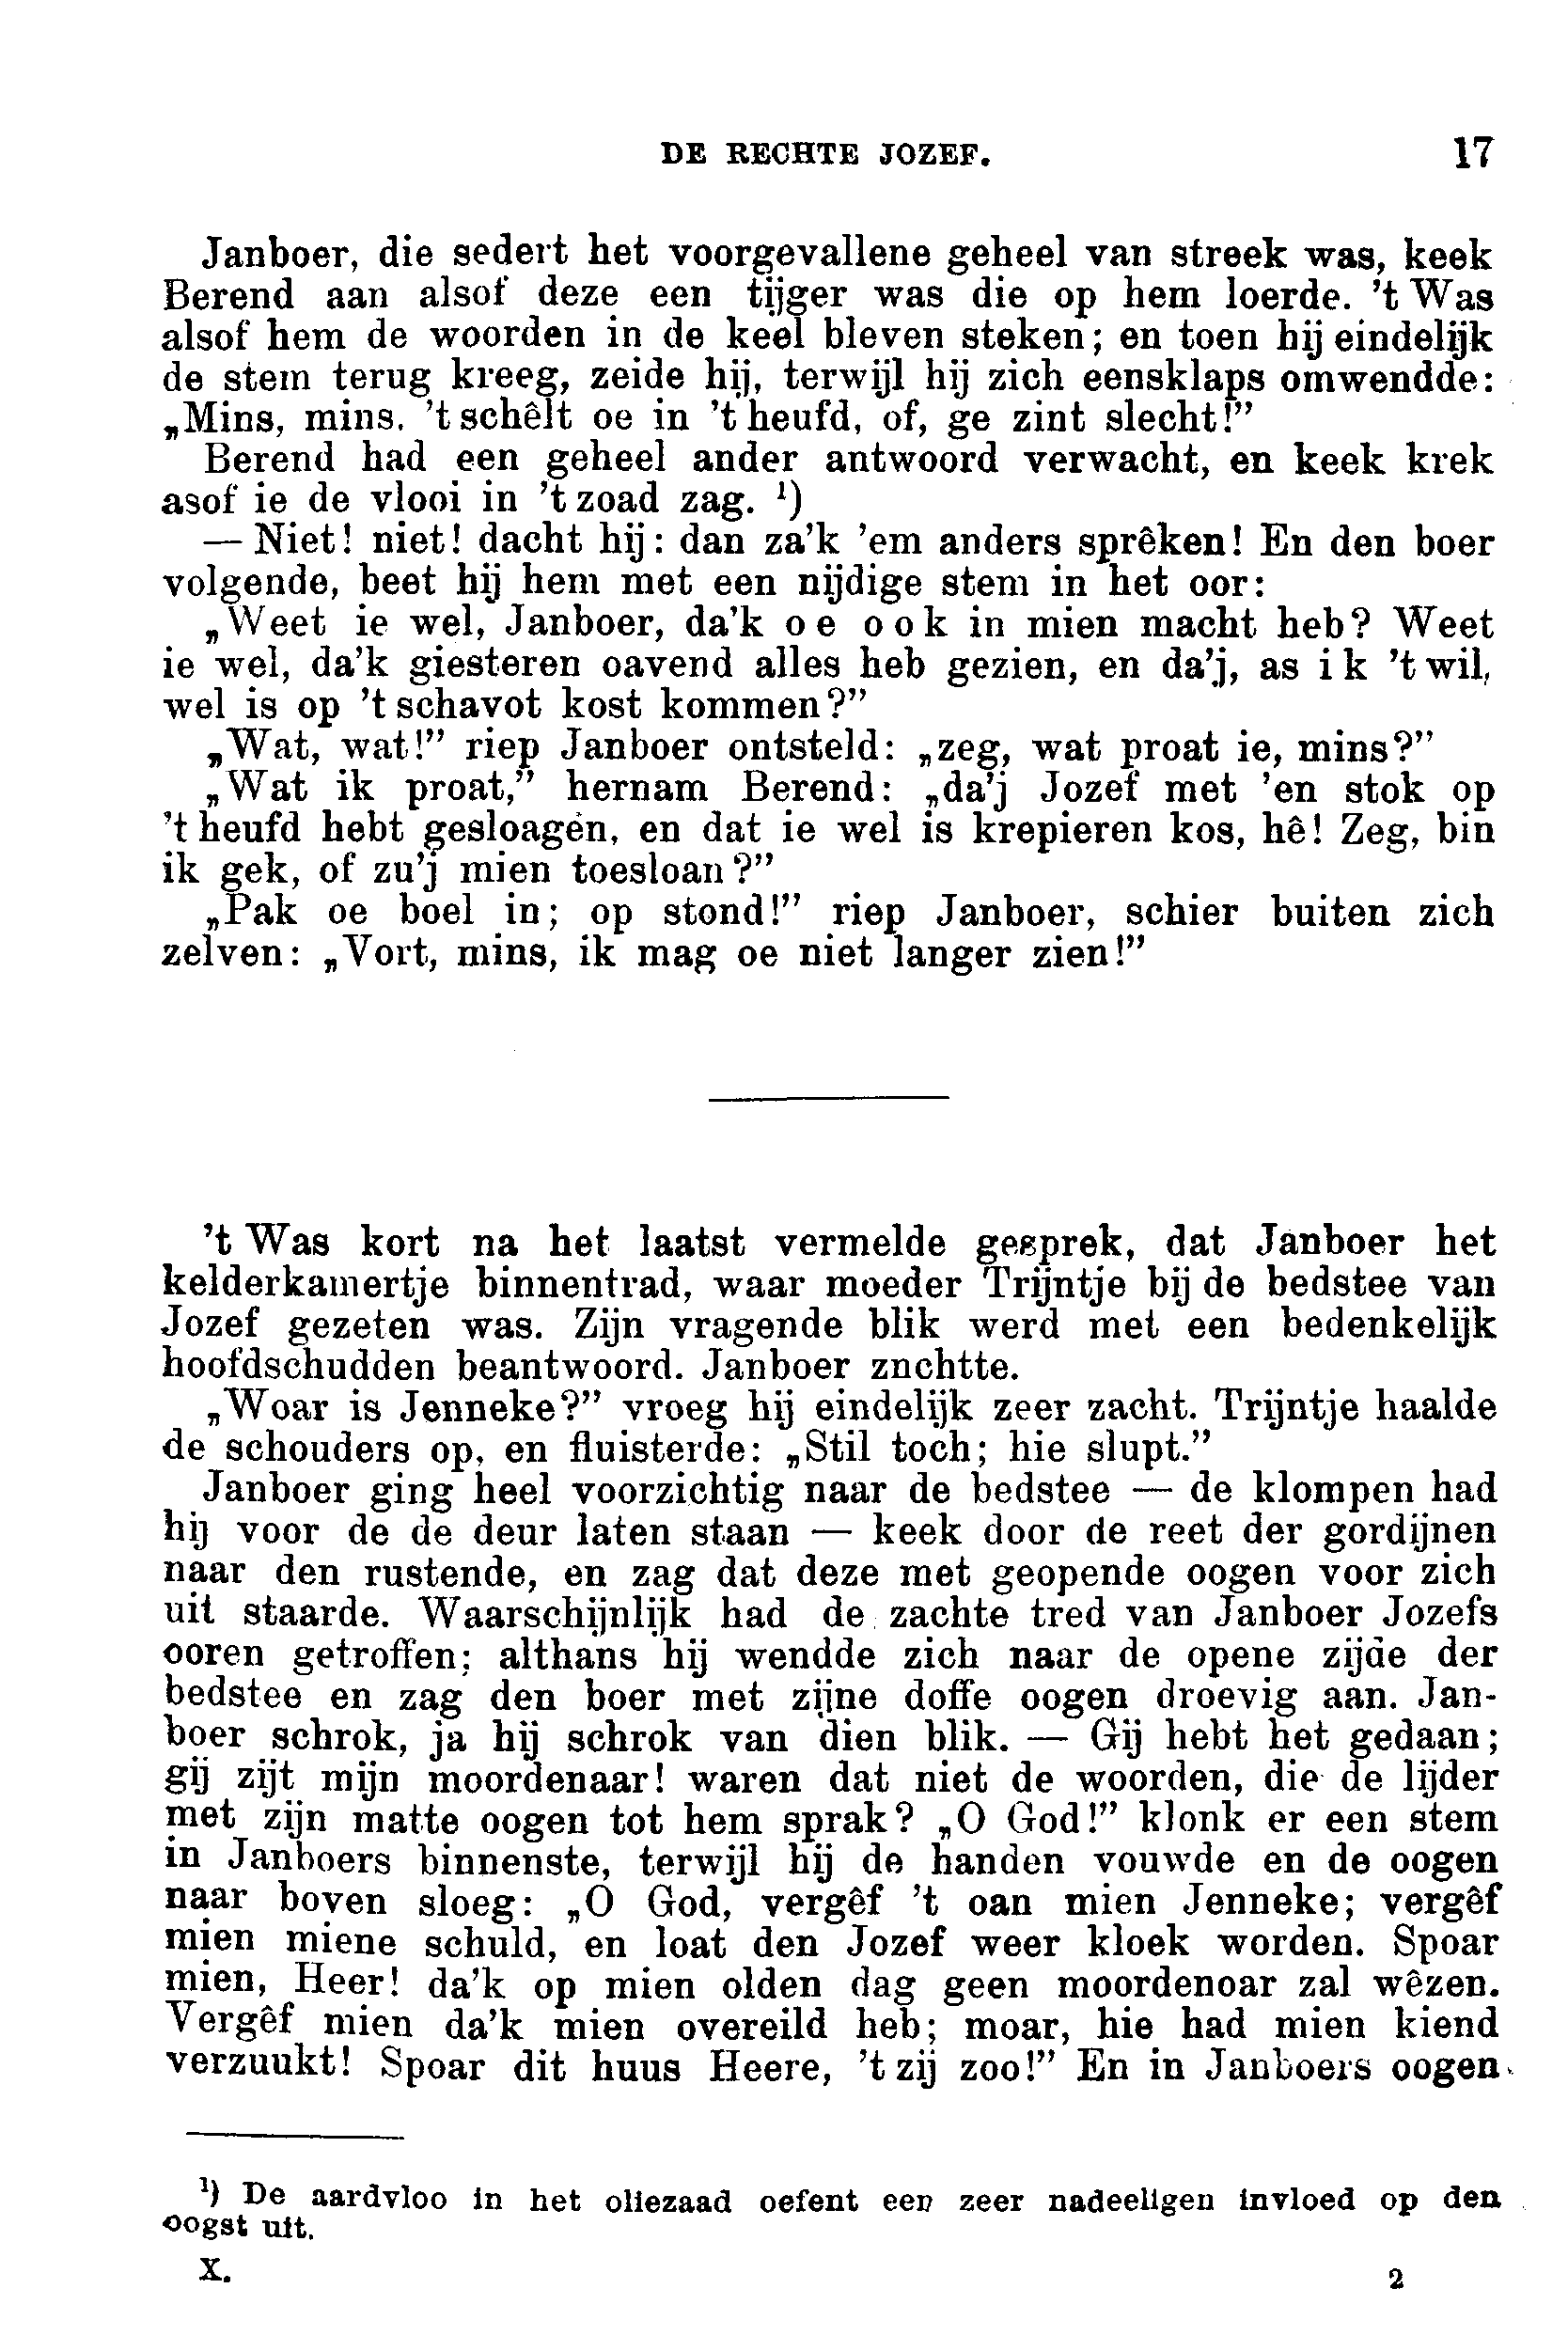 DE RECHTE JOZEF. 17
Janboer, die sedert het voorgevallene geheel van streek was, keek
Berend aan alsof deze een tijger was die op hem loerde. 't Was
alsof hem de woorden in de keel bleven steken; en toen hij eindelijk
de stem terug kreeg, zeide hij, terwijl hij zich eensklaps omwendde:
„Mins, mins. 't schêlt oe in 't heufd, of, ge zint slecht!”
Berend had een geheel ander antwoord verwacht, en keek krek
asof ie de vlooi in 't zoad zag. ¹)
— Niet! niet! dacht hij: dan za'k 'em anders sprêken! En den boer
volgende, beet hij hem met een nijdige stem in het oor:
„Weet ie wel, Janboer, da'k o e o o k in mien macht heb? Weet
ie wel, da'k giesteren oavend alles heb gezien, en da'j, as i k 't wil,
wel is op 't schavot kost kommen?”
„Wat, wat!” riep Janboer ontsteld: „zeg, wat proat ie, mins?”
„Wat ik proat,” hernam Berend: „da'j Jozef met 'en stok op
't heufd hebt gesloagen, en dat ie wel is krepieren kos, hê! Zeg, bin
ik gek, of zu'j mien toesloan?”
„Pak oe boel in; op stond!” riep Janboer, schier buiten zich
zelven: „Vort, mins, ik mag oe niet langer zien!”
't Was kort na het laatst vermelde gesprek, dat Janboer het
kelderkamertje binnentrad, waar moeder Trijntje bij de bedstee van
Jozef gezeten was. Zijn vragende blik werd met een bedenkelijk
hoofdschudden beantwoord. Janboer znchtte.
„Woar is Jenneke?” vroeg hij eindelijk zeer zacht. Trijntje haalde
de schouders op, en fluisterde: „Stil toch; hie slupt.”
Janboer ging heel voorzichtig naar de bedstee — de klompen had
hij voor de de deur laten staan — keek door de reet der gordijnen
naar den rustende, en zag dat deze met geopende oogen voor zich
uit staarde. Waarschijnlijk had de zachte tred van Janboer Jozefs
ooren getroffen; althans hij wendde zich naar de opene zijde der
bedstee en zag den boer met zijne doffe oogen droevig aan. Jan-
boer schrok, ja hij schrok van dien blik. — Gij hebt het gedaan;
gij zijt mijn moordenaar! waren dat niet de woorden, die de lijder
met zijn matte oogen tot hem sprak? „O God!” klonk er een stem
in Janboers binnenste, terwijl hij de handen vouwde en de oogen
naar boven sloeg: „O God, vergêf 't oan mien Jenneke; vergêf
mien miene schuld, en loat den Jozef weer kloek worden. Spoar
mien, Heer! da'k op mien olden dag geen moordenoar zal wêzen.
Vergêf mien da'k mien overeild heb; moar, hie had mien kiend
verzuukt! Spoar dit huus Heere, 't zij zoo!” En in Janboers oogen
¹) De aardvloo in het oliezaad oefent een zeer nadeeligen invloed op den
oogst uit.
X. 2